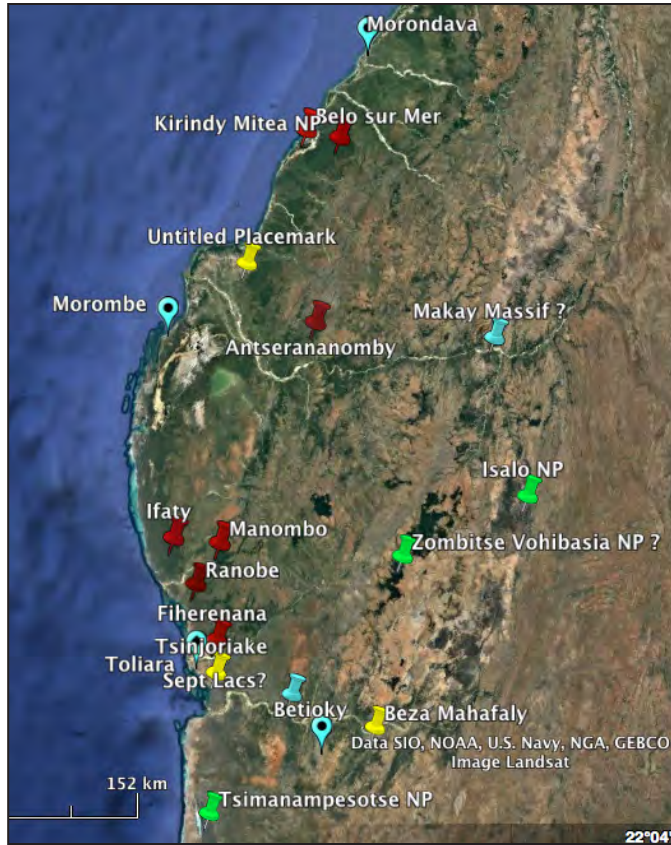 Morondava
Kirindy Mitea NP
Belo sur Mer
Untitled Placemark
Morombe
Makay Massif ?
Antserananomby
Isalo NP
Ifaty
Manombo
Zombitse Vohibasia NP ?
Ranobe
Fiherenana
Tsinjoriake
Toliara
Sept Lacs?
Betioky
Beza Mahafaly
Data SIO, NOAA, U.S. Navy, NGA, GEBCO
Image Landsat
152 km
Tsimanampesotse NP
22°04'